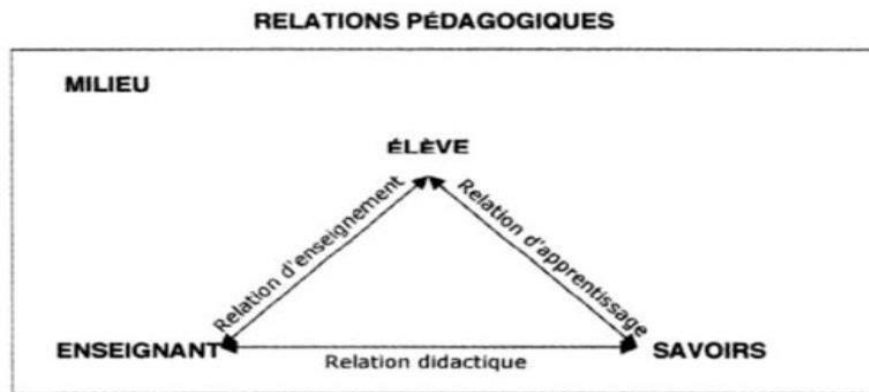 RELATIONS PÉDAGOGIQUES
MILIEU
ÉLÈVE
Relation d'enseignement
Relation d'apprentissage
ENSEIGNANT
SAVOIRS
Relation didactique